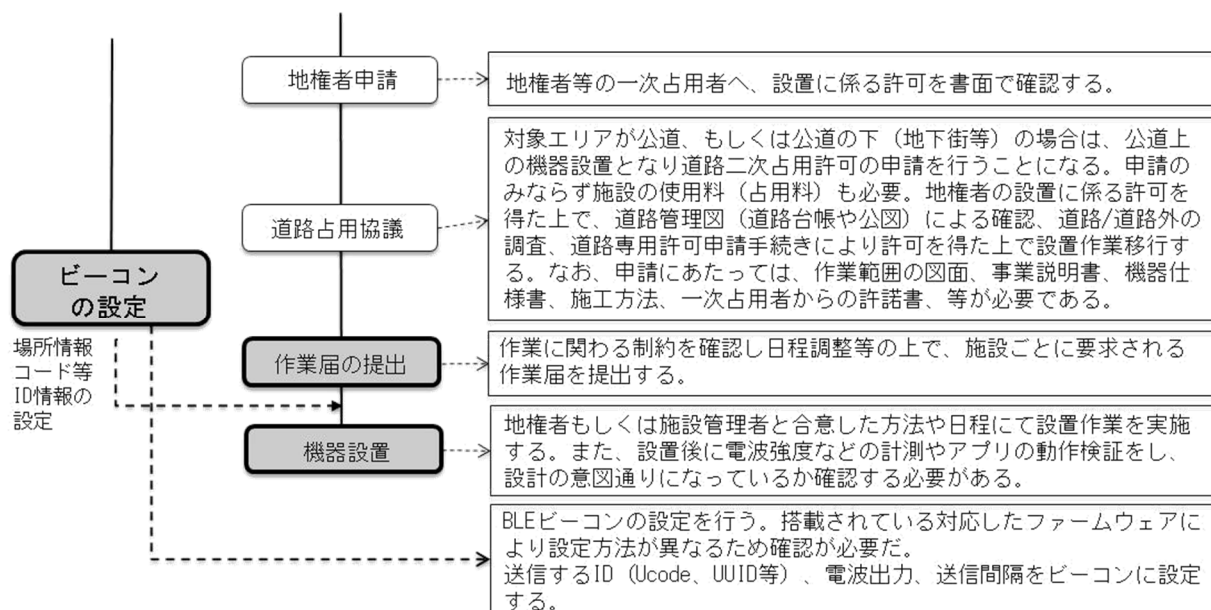 地権者申請
地権者等の一次占用者へ、設置に係る許可を書面で確認する。
道路占用協議
対象エリアが公道、もしくは公道の下（地下街等）の場合は、公道上
の機器設置となり道路二次占用許可の申請を行うことになる。申請の
みならず施設の使用料（占用料）も必要。地権者の設置に係る許可を
得た上で、道路管理図（道路台帳や公図）による確認、道路/道路外の
調査、道路専用許可申請手続きにより許可を得た上で設置作業移行す
る。なお、申請にあたっては、作業範囲の図面、事業説明書、機器仕
様書、施工方法、一次占用者からの許諾書、等が必要である。
ビーコン
の設定
場所情報
コード等
ID情報の
設定
作業届の提出
作業に関わる制約を確認し日程調整等の上で、施設ごとに要求される
作業届を提出する。
機器設置
地権者もしくは施設管理者と合意した方法や日程にて設置作業を実施
する。また、設置後に電波強度などの計測やアプリの動作検証をし、
設計の意図通りになっているか確認する必要がある。
BLEビーコンの設定を行う。搭載されている対応したファームウェアに
より設定方法が異なるため確認が必要だ。
送信するID（Ucode、UUID等）、電波出力、送信間隔をビーコンに設定
する。